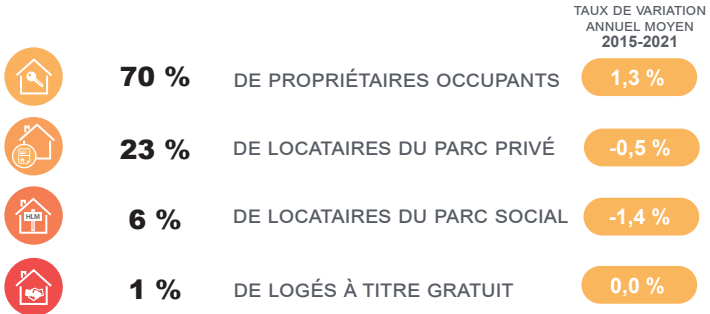 TAUX DE VARIATION
ANNUEL MOYEN
2015-2021
70 % DE PROPRIÉTAIRES OCCUPANTS 1,3 %
23 % DE LOCATAIRES DU PARC PRIVÉ -0,5 %
HLM
6 % DE LOCATAIRES DU PARC SOCIAL -1,4 %
1 % DE LOGÉS À TITRE GRATUIT 0,0 %